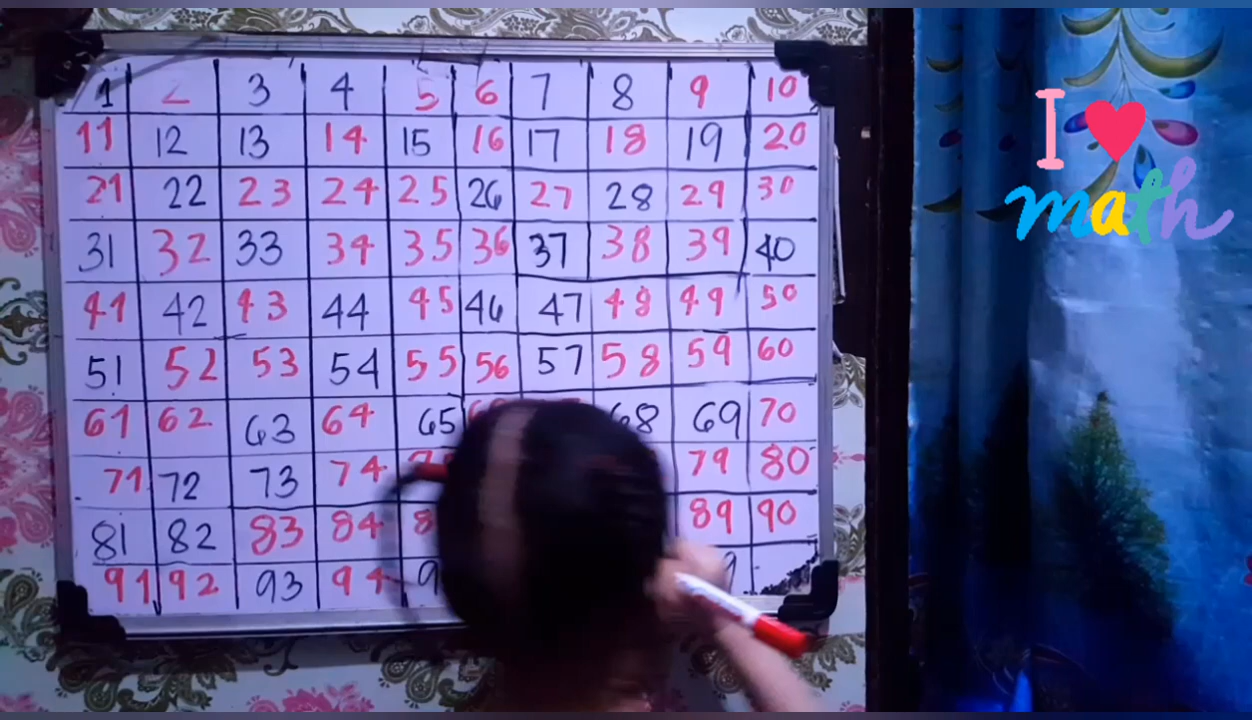 1 2 3 4 5 6 7 8 9 10
11 12 13 14 15 16 17 18 19 20
21 22 23 24 25 26 27 28 29 30
31 32 33 34 35 36 37 38 39 40
41 42 43 44 45 46 47 48 49 50
51 52 53 54 55 56 57 58 59 60
61 62 63 64 65 68 69 70
71 72 73 74 79 80
81 82 83 84 89 90
91 92 93 94
I
math